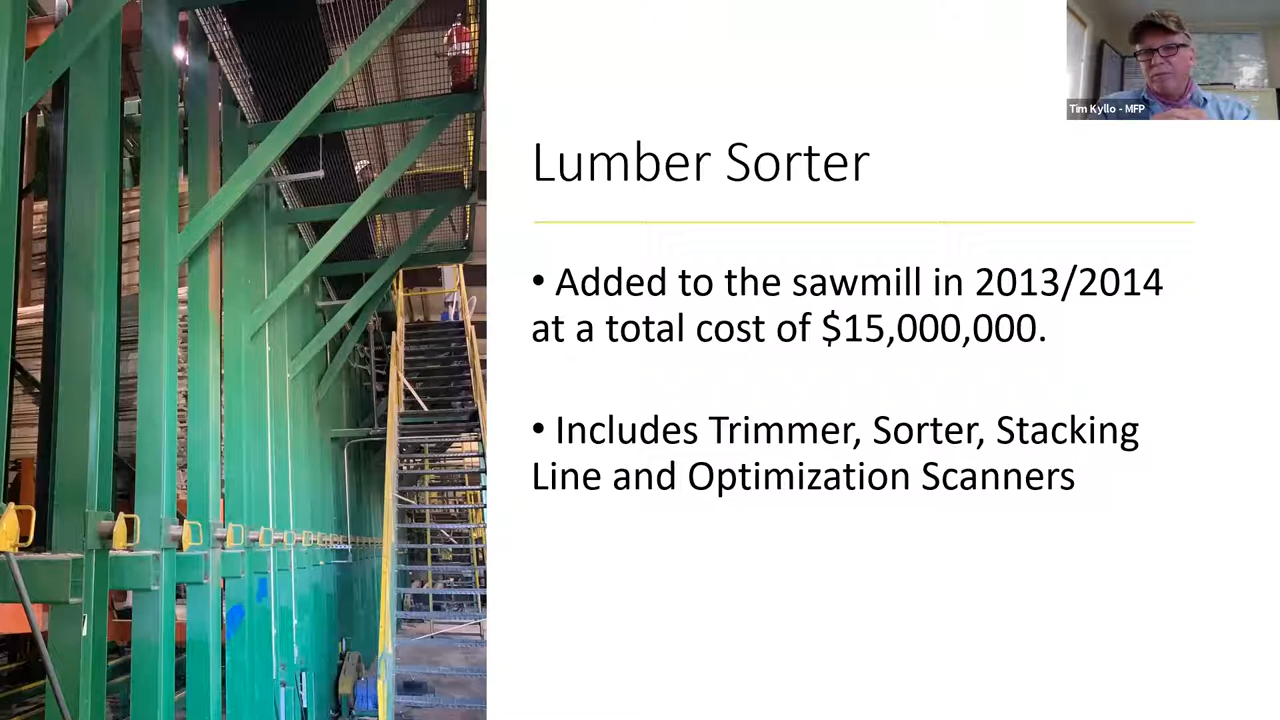 Tim Kyllo - MFP
Lumber Sorter
• Added to the sawmill in 2013/2014
at a total cost of $15,000,000.
• Includes Trimmer, Sorter, Stacking
Line and Optimization Scanners